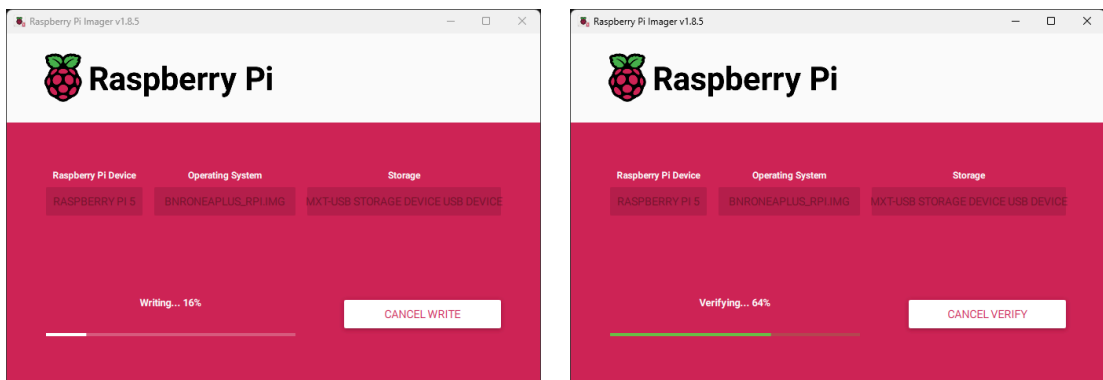 Raspberry Pi Imager v1.8.5
Raspberry Pi
Raspberry Pi Device
Operating System
Storage
RASPBERRY PI 5
BNRONEAPLUS_RPI.IMG
MXT-USB STORAGE DEVICE USB DEVICE
Writing... 16%
CANCEL WRITE
Raspberry Pi Imager v1.8.5
Raspberry Pi
Raspberry Pi Device
Operating System
Storage
RASPBERRY PI 5
BNRONEAPLUS_RPI.IMG
MXT-USB STORAGE DEVICE USB DEVICE
Verifying... 64%
CANCEL VERIFY